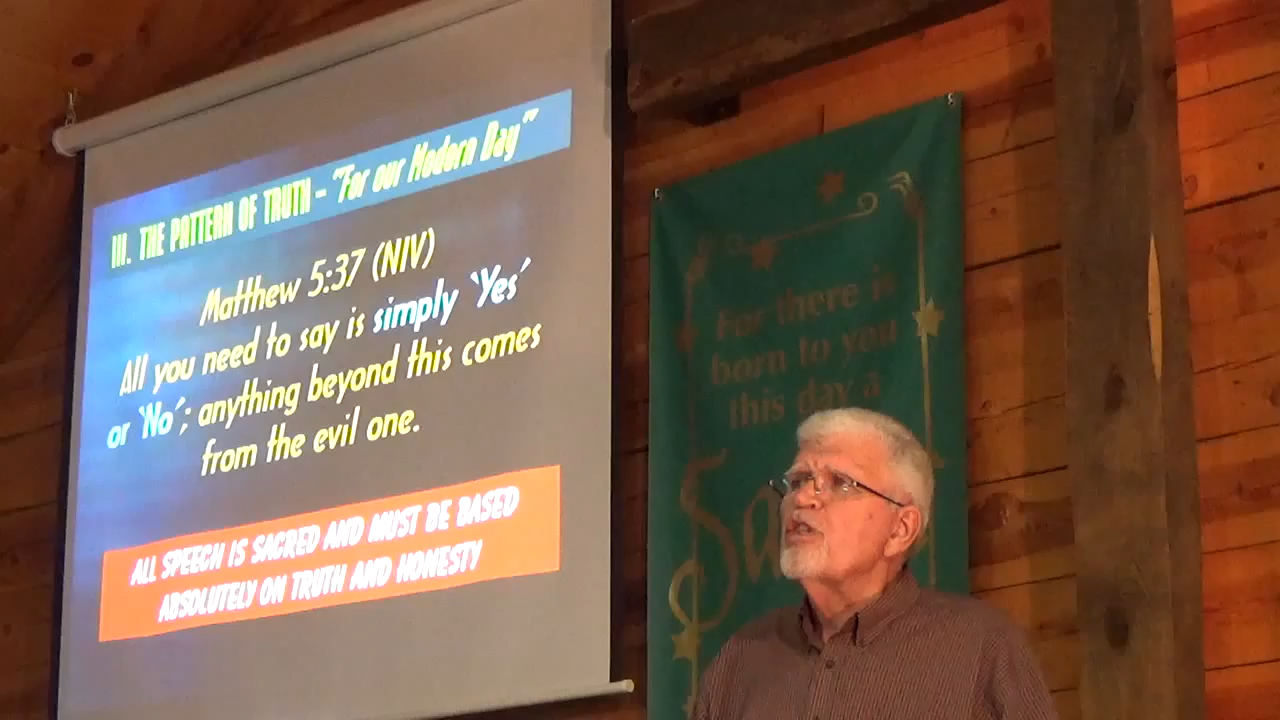 III. THE PATTERN OF TRUTH - "For our Modern Day"
Matthew 5:37 (NIV)
All you need to say is simply 'Yes'
or 'No'; anything beyond this comes
from the evil one.
ALL SPEECH IS SACRED AND MUST BE BASED
ABSOLUTELY ON TRUTH AND HONESTY
For there is
born to you
this day a
Sa